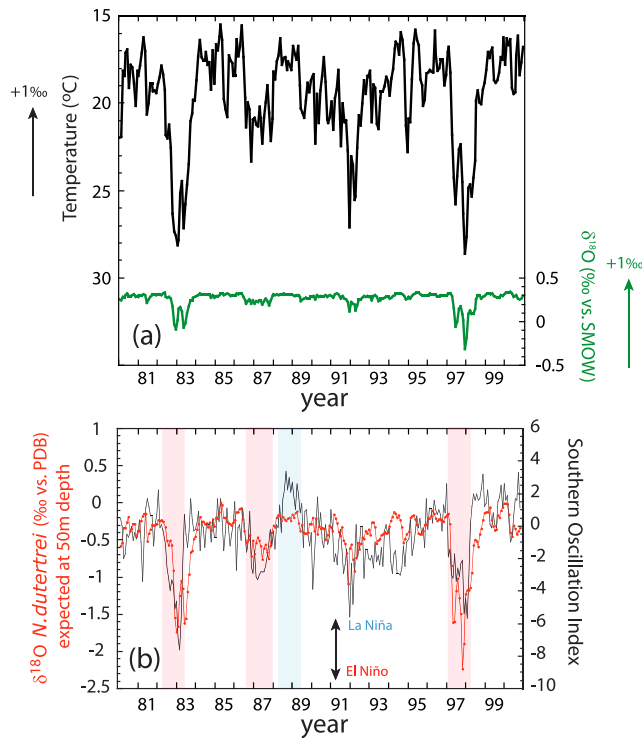 15
20
25
30
Temperature (ºC)
+1‰
0.5
0
-0.5
δ¹⁸O (‰ vs. SMOW)
+1‰
(a)
81 83 85 87 89 91 93 95 97 99
year
1
0.5
0
-0.5
-1
-1.5
-2
-2.5
δ¹⁸O N.dutertrei (‰ vs. PDB)
expected at 50m depth
6
4
2
0
-2
-4
-6
-8
-10
Southern Oscillation Index
La Niña
El Niño
(b)
81 83 85 87 89 91 93 95 97 99
year